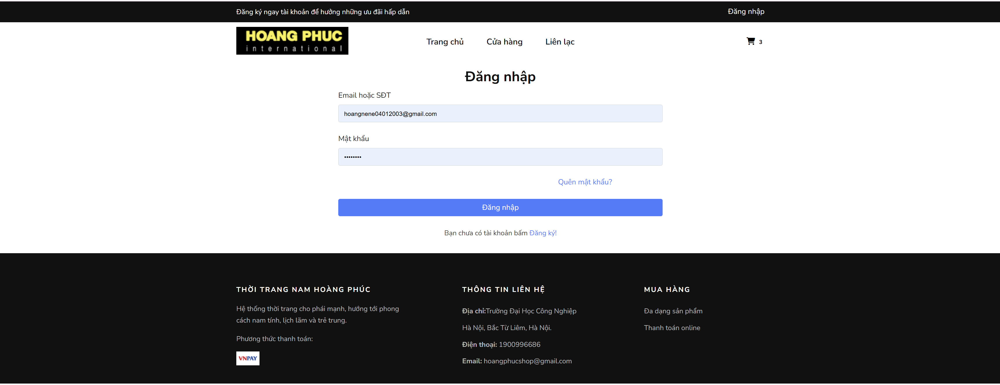 Đăng ký ngay tài khoản để hưởng những ưu đãi hấp dẫn
Đăng nhập
HOANG PHUC
international
Trang chủ
Cửa hàng
Liên lạc
3
Đăng nhập
Email hoặc SĐT
hoangnene04012003@gmail.com
Mật khẩu
••••••••
Quên mật khẩu?
Đăng nhập
Bạn chưa có tài khoản bấm Đăng ký!
THỜI TRANG NAM HOÀNG PHÚC
Hệ thống thời trang cho phái mạnh, hướng tới phong
cách nam tính, lịch lãm và trẻ trung.
Phương thức thanh toán:
VNPAY
THÔNG TIN LIÊN HỆ
Địa chỉ:Trường Đại Học Công Nghiệp
Hà Nội, Bắc Từ Liêm, Hà Nội.
Điện thoại: 1900996686
Email: hoangphucshop@gmail.com
MUA HÀNG
Đa dạng sản phẩm
Thanh toán online